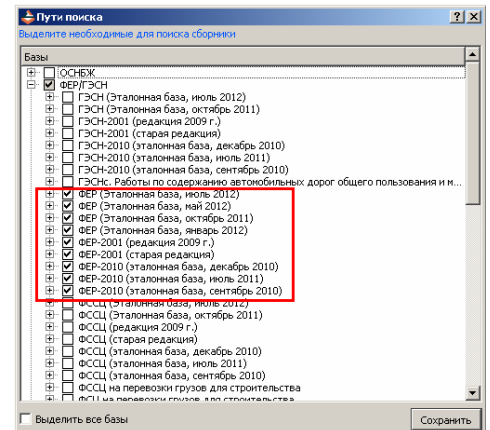 Пути поиска
Выделите необходимые для поиска сборники
Базы
ОСНБЖ
ФЕР/ГЭСН
ГЭСН (Эталонная база, июль 2012)
ГЭСН (Эталонная база, октябрь 2011)
ГЭСН-2001 (редакция 2009 г.)
ГЭСН-2001 (старая редакция)
ГЭСН-2010 (эталонная база, декабрь 2010)
ГЭСН-2010 (эталонная база, июль 2011)
ГЭСН-2010 (эталонная база, сентябрь 2010)
ГЭСНс. Работы по содержанию автомобильных дорог общего пользования и м...
ФЕР (Эталонная база, июль 2012)
ФЕР (Эталонная база, май 2012)
ФЕР (Эталонная база, октябрь 2011)
ФЕР (Эталонная база, январь 2012)
ФЕР-2001 (редакция 2009 г.)
ФЕР-2001 (старая редакция)
ФЕР-2010 (эталонная база, декабрь 2010)
ФЕР-2010 (эталонная база, июль 2011)
ФЕР-2010 (эталонная база, сентябрь 2010)
ФССЦ (Эталонная база, июль 2012)
ФССЦ (Эталонная база, октябрь 2011)
ФССЦ (редакция 2009 г.)
ФССЦ (старая редакция)
ФССЦ (эталонная база, декабрь 2010)
ФССЦ (эталонная база, июль 2011)
ФССЦ (эталонная база, сентябрь 2010)
ФССЦ на перевозки грузов для строительства
на перевозки грузов для строительства
Выделить все базы
Сохранить